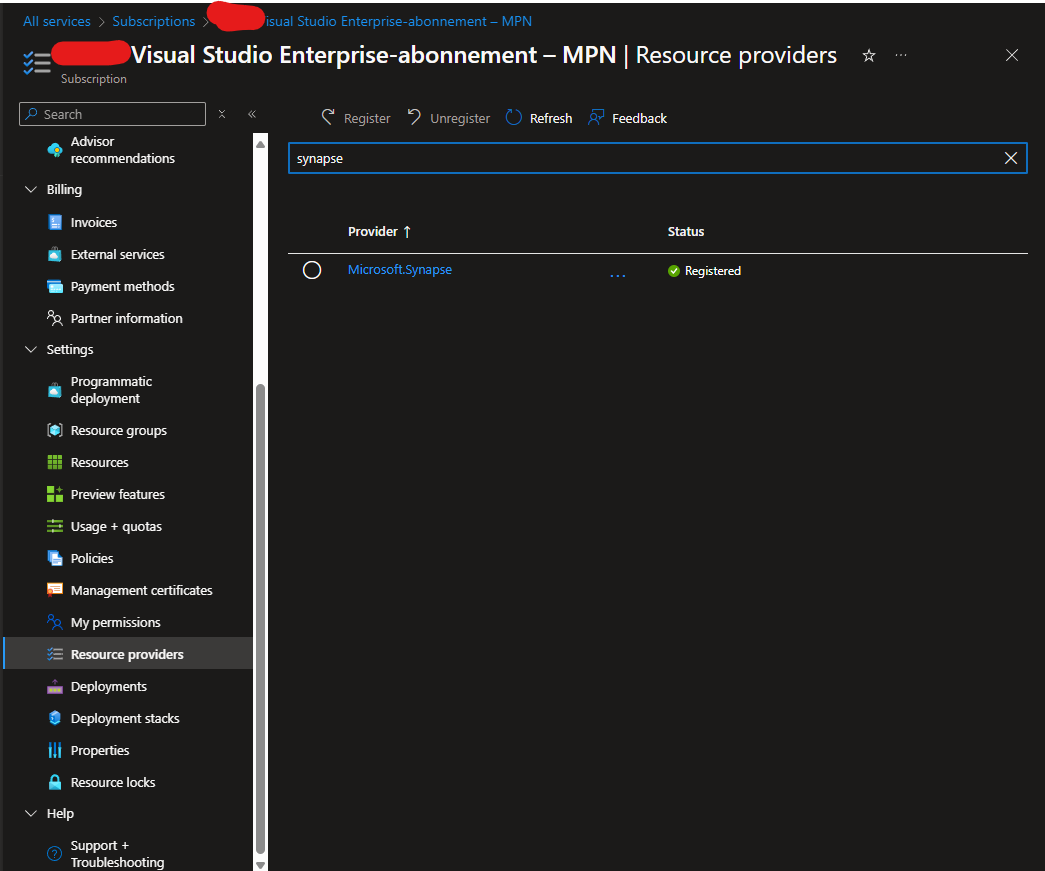 All services > Subscriptions > isual Studio Enterprise-abonnement – MPN
Visual Studio Enterprise-abonnement – MPN | Resource providers
Subscription
Search
Register
Unregister
Refresh
Feedback
synapse
Provider ↑
Status
Microsoft.Synapse
...
Registered
Advisor
recommendations
Billing
Invoices
External services
Payment methods
Partner information
Settings
Programmatic
deployment
Resource groups
Resources
Preview features
Usage + quotas
Policies
Management certificates
My permissions
Resource providers
Deployments
Deployment stacks
Properties
Resource locks
Help
Support +
Troubleshooting